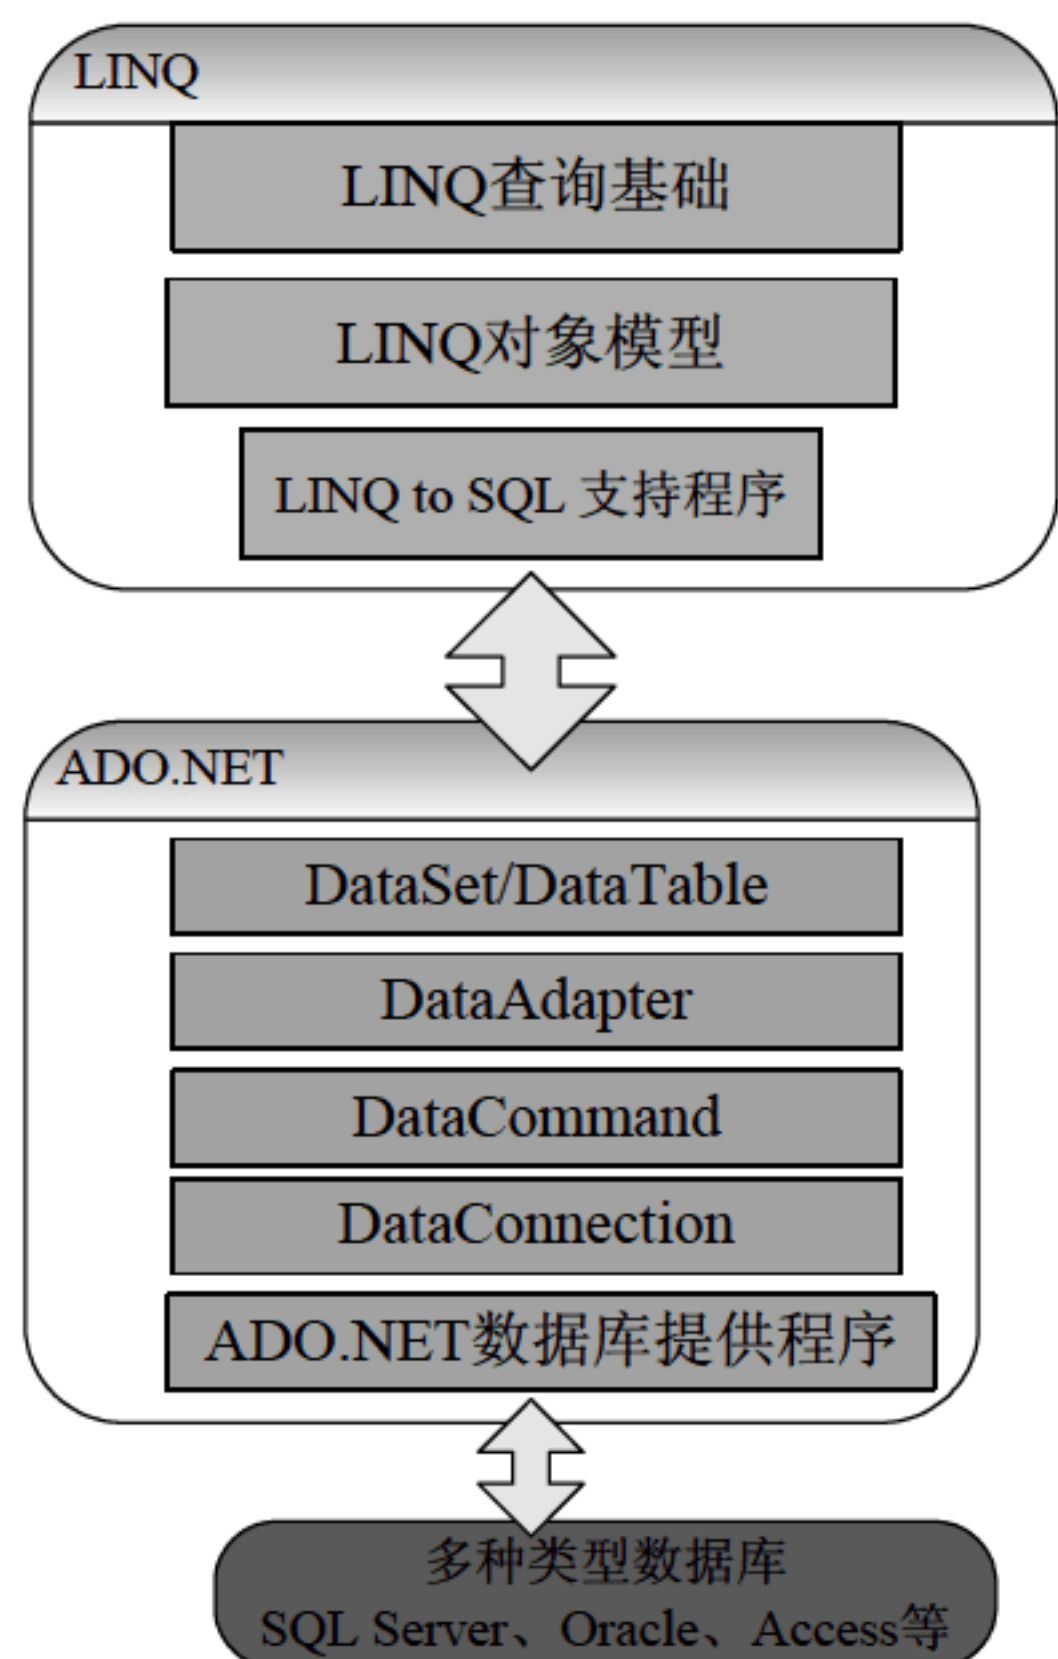 LINQ
LINQ查询基础
LINQ对象模型
LINQ to SQL 支持程序
ADO.NET
DataSet/DataTable
DataAdapter
DataCommand
DataConnection
ADO.NET数据库提供程序
多种类型数据库
SQL Server、Oracle、Access等